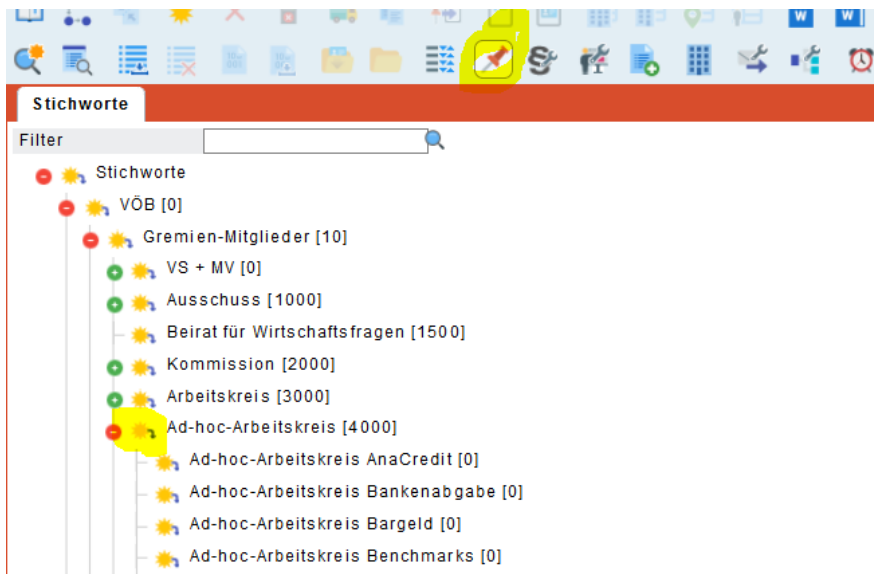 W W
Stichworte
Filter
Stichworte
VÖB [0]
Gremien-Mitglieder [10]
VS + MV [0]
Ausschuss [1000]
Beirat für Wirtschaftsfragen [1500]
Kommission [2000]
Arbeitskreis [3000]
Ad-hoc-Arbeitskreis [4000]
Ad-hoc-Arbeitskreis AnaCredit [0]
Ad-hoc-Arbeitskreis Bankenabgabe [0]
Ad-hoc-Arbeitskreis Bargeld [0]
Ad-hoc-Arbeitskreis Benchmarks [0]